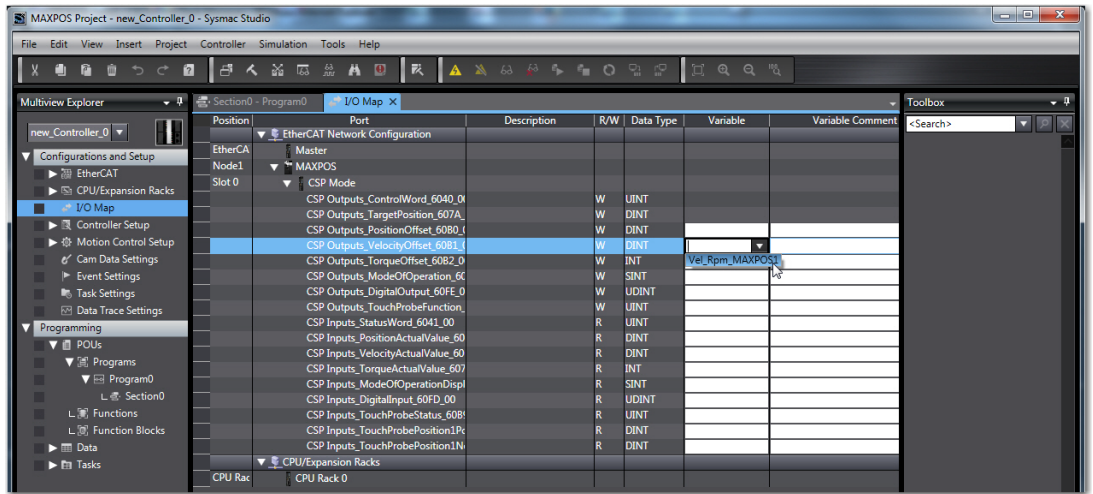 MAXPOS Project - new_Controller_0 - Sysmac Studio
File Edit View Insert Project Controller Simulation Tools Help
Multiview Explorer
new_Controller_0
Configurations and Setup
EtherCAT
CPU/Expansion Racks
I/O Map
Controller Setup
Motion Control Setup
Cam Data Settings
Event Settings
Task Settings
Data Trace Settings
Programming
POUs
Programs
Program0
Section0
Functions
Function Blocks
Data
Tasks
Section0 - Program0 I/O Map
Position Port Description R/W Data Type Variable Variable Comment
EtherCAT Network Configuration
EtherCA Master
Node1 MAXPOS
Slot 0 CSP Mode
CSP Outputs_ControlWord_6040_0 W UINT
CSP Outputs_TargetPosition_607A_ W DINT
CSP Outputs_PositionOffset_60B0_( W DINT
CSP Outputs_VelocityOffset_60B1_( W DINT
CSP Outputs_TorqueOffset_60B2_0 W INT Vel_Rpm_MAXPOS1
CSP Outputs_ModeOfOperation_60 W SINT
CSP Outputs_DigitalOutput_60FE_0 W UDINT
CSP Outputs_TouchProbeFunction_ W UINT
CSP Inputs_StatusWord_6041_00 R UINT
CSP Inputs_PositionActualValue_60 R DINT
CSP Inputs_VelocityActualValue_60 R DINT
CSP Inputs_TorqueActualValue_607 R INT
CSP Inputs_ModeOfOperationDispl R SINT
CSP Inputs_DigitalInput_60FD_00 R UDINT
CSP Inputs_TouchProbeStatus_60B9 R UINT
CSP Inputs_TouchProbePosition1Po R DINT
CSP Inputs_TouchProbePosition1Ne R DINT
CPU/Expansion Racks
CPU Rac CPU Rack 0
Toolbox
<Search>